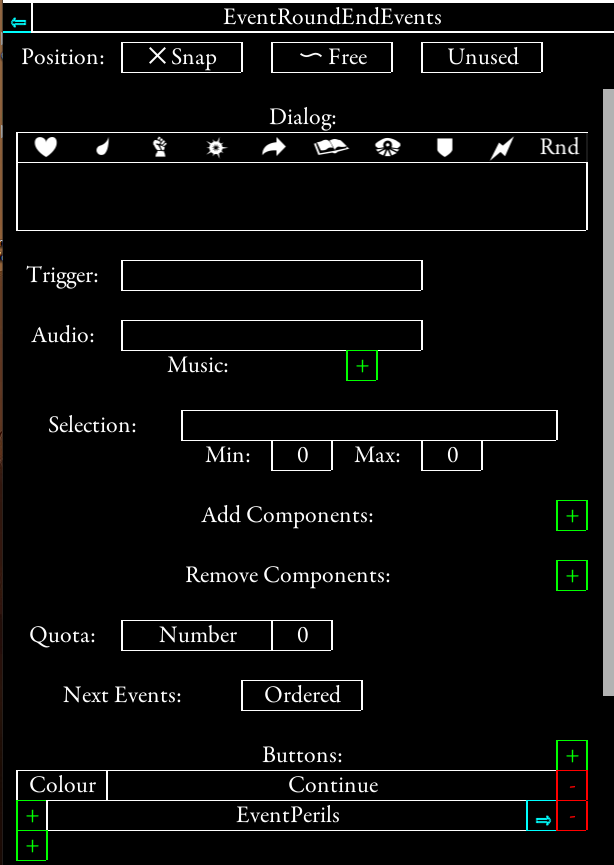 ⇐ EventRoundEndEvents
Position: Snap Free Unused
Dialog:
Rnd
Trigger:
Audio:
Music: +
Selection:
Min: 0 Max: 0
Add Components: +
Remove Components: +
Quota: Number 0
Next Events: Ordered
Buttons: +
Colour Continue -
+ EventPerils ⇒ -
+